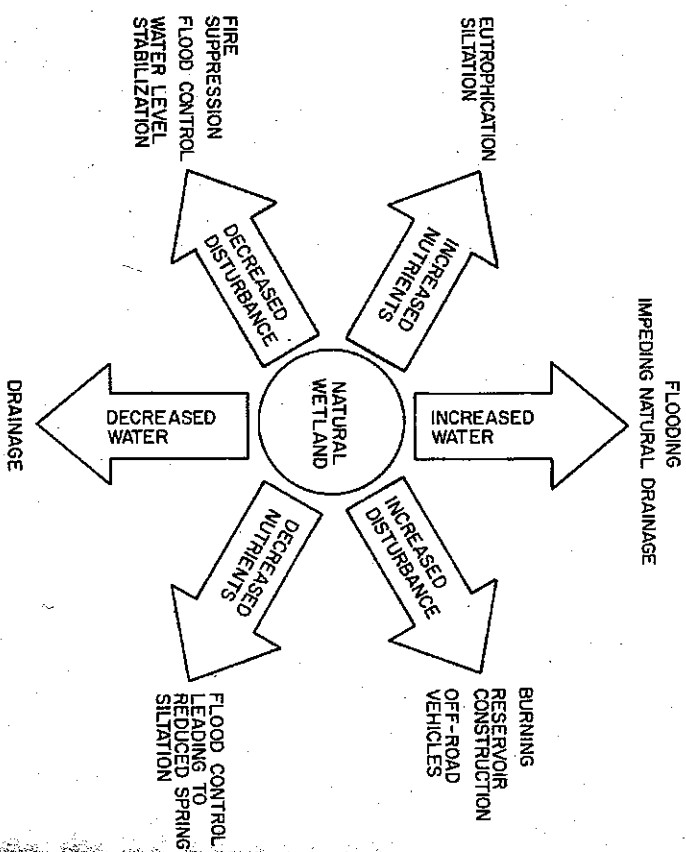 FLOODING
IMPEDING NATURAL DRAINAGE
EUTROPHICATION
SILTATION
INCREASED
NUTRIENTS
INCREASED
WATER
INCREASED
DISTURBANCE
BURNING
RESERVOIR
CONSTRUCTION
OFF-ROAD
VEHICLES
NATURAL
WETLAND
FIRE
SUPPRESSION
FLOOD CONTROL
WATER LEVEL
STABILIZATION
DECREASED
DISTURBANCE
DECREASED
WATER
DECREASED
NUTRIENTS
FLOOD CONTROL
LEADING TO
REDUCED SPRING
SILTATION
DRAINAGE